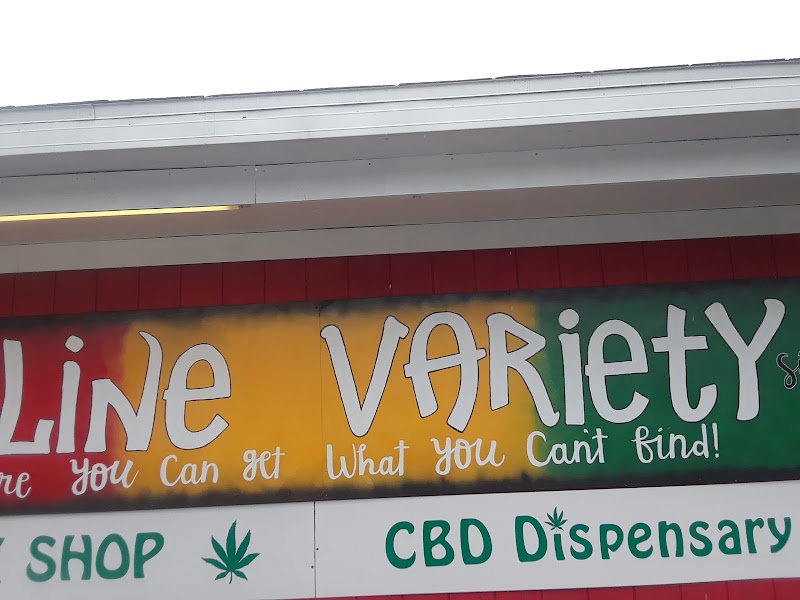 Line Variety
you Can get What you Can't find!
SHOP CBD Dispensary